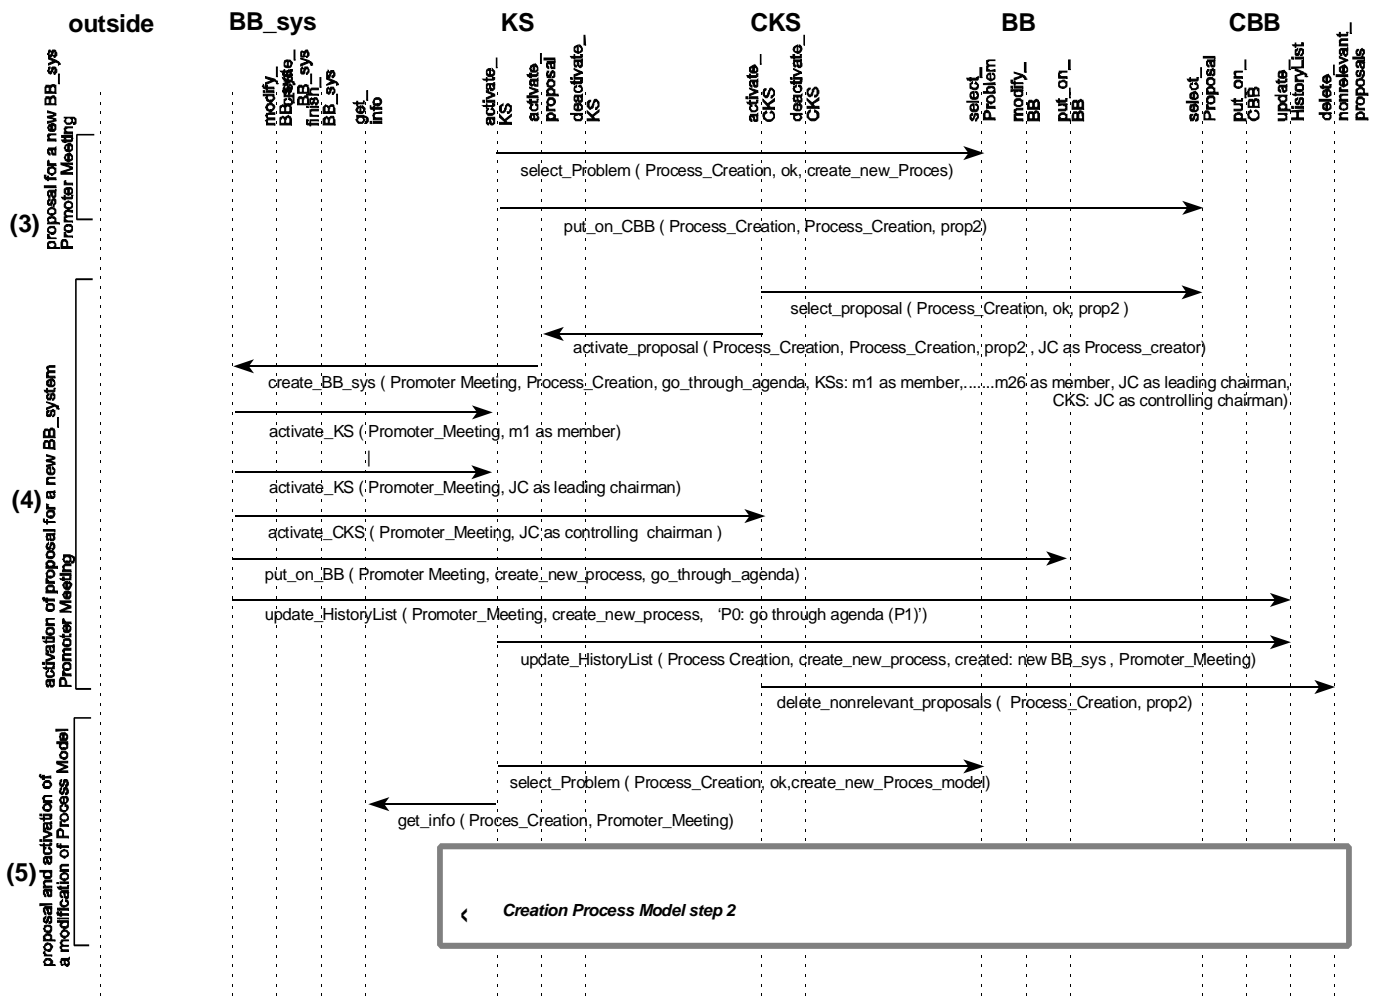 outside BB_sys KS CKS BB CBB
modify_
BB_sys
create_
BB_sys
finish_
BB_sys
get_
Info
activate_
KS
activate_
proposal
deactivate_
KS
activate_
CKS
deactivate_
CKS
select_
Problem
modify_
BB
put_on_
BB
select_
Proposal
put_on_
CBB
update_
HistoryList
delete_
nonrelevant_
proposals
(3)
proposal for a new BB_sys
Promoter Meeting
select_Problem ( Process_Creation, ok, create_new_Proces)
put_on_CBB ( Process_Creation, Process_Creation, prop2)
(4)
activation of proposal for a new BB_system
Promoter Meeting
select_proposal ( Process_Creation, ok, prop2 )
activate_proposal ( Process_Creation, Process_Creation, prop2 , JC as Process_creator)
create_BB_sys ( Promoter Meeting, Process_Creation, go_through_agenda, KSs: m1 as member,.......m26 as member, JC as leading chairman,
CKS: JC as controlling chairman)
activate_KS ( Promoter_Meeting, m1 as member)
|
activate_KS ( Promoter_Meeting, JC as leading chairman)
activate_CKS ( Promoter_Meeting, JC as controlling chairman )
put_on_BB ( Promoter Meeting, create_new_process, go_through_agenda)
update_HistoryList ( Promoter_Meeting, create_new_process, ‘P0: go through agenda (P1)’)
update_HistoryList ( Process Creation, create_new_process, created: new BB_sys , Promoter_Meeting)
delete_nonrelevant_proposals ( Process_Creation, prop2)
(5)
proposal and activation of
a modification of Process Model
select_Problem ( Process_Creation, ok,create_new_Proces_model)
get_info ( Proces_Creation, Promoter_Meeting)
‹ Creation Process Model step 2